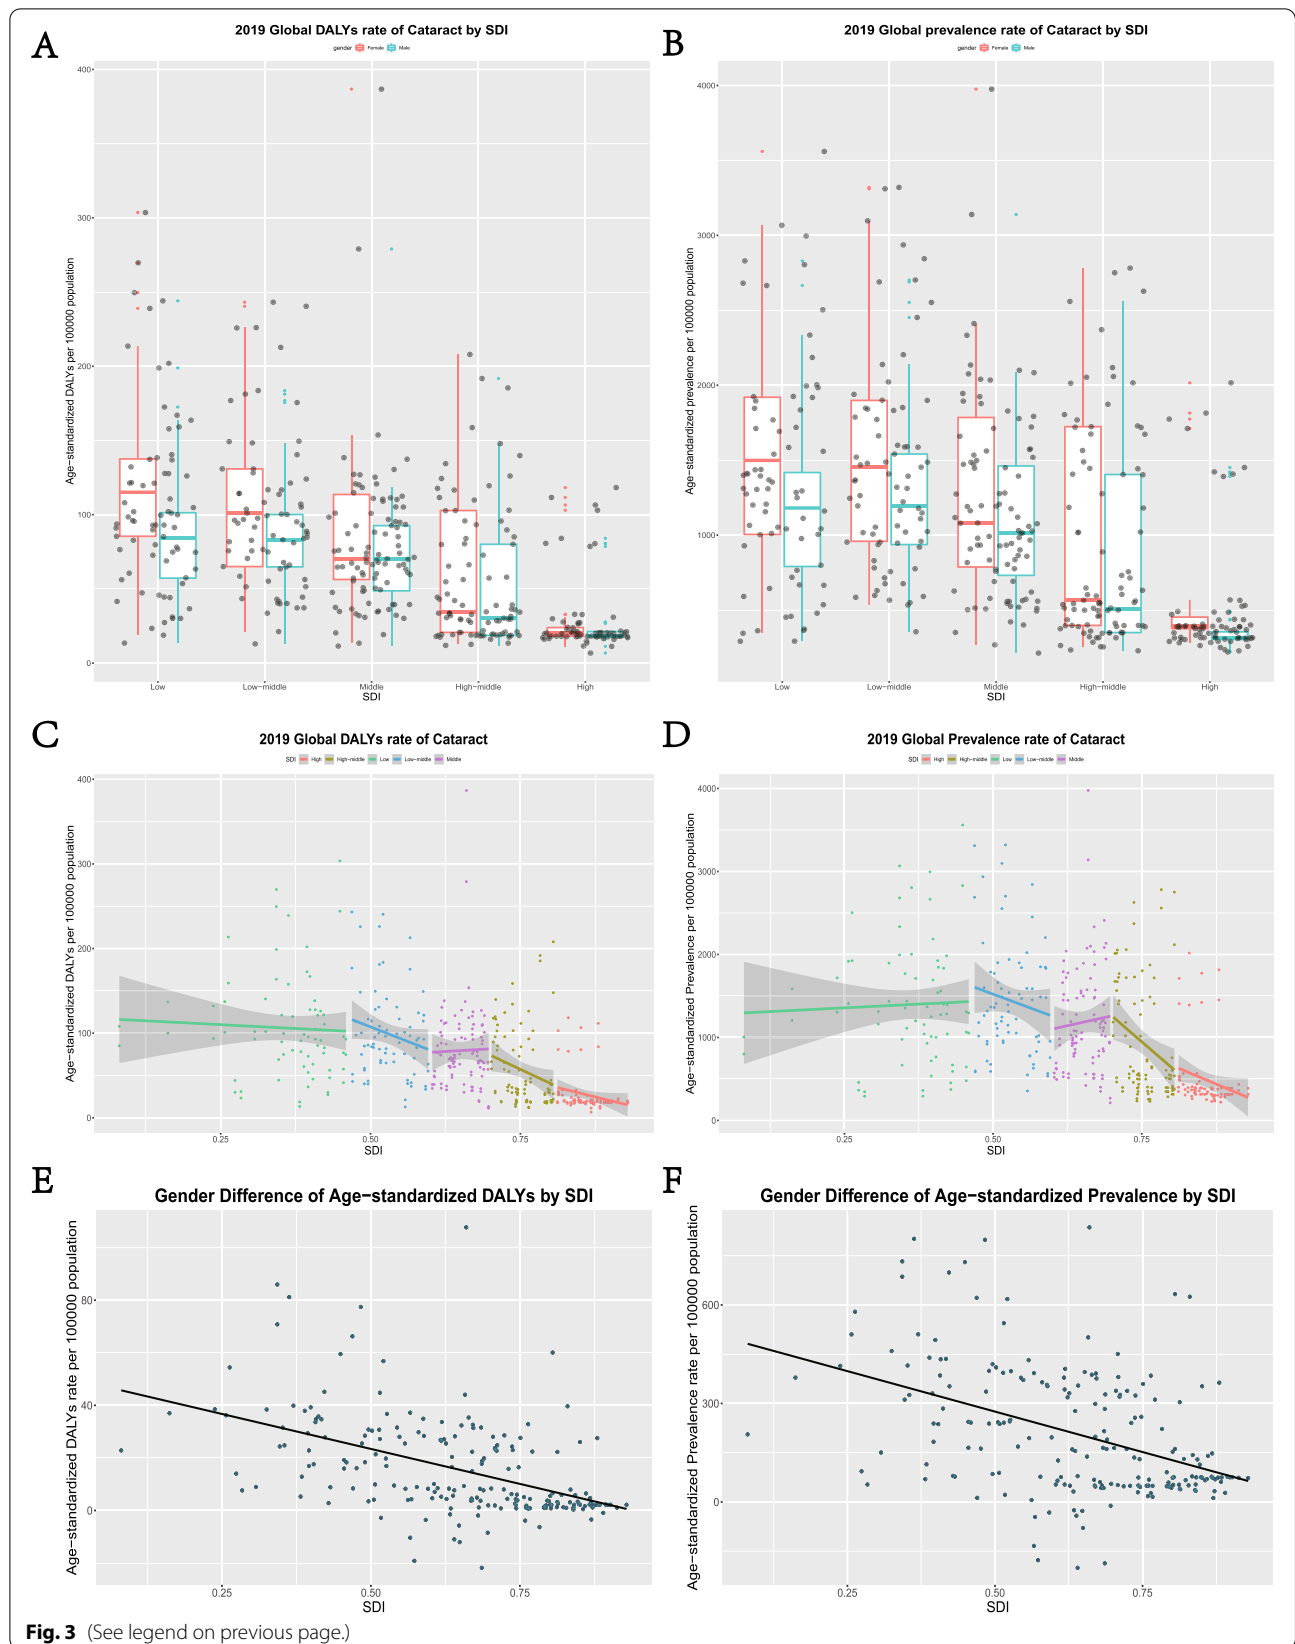 A
2019 Global DALYs rate of Cataract by SDI
gender Female Male
Age−standardized DALYs per 100000 population
400
300
200
100
0
Low Low−middle Middle High−middle High
SDI
B
2019 Global prevalence rate of Cataract by SDI
gender Female Male
Age−standardized prevalence per 100000 population
4000
3000
2000
1000
Low Low−middle Middle High−middle High
SDI
C
2019 Global DALYs rate of Cataract
SDI High High−middle Low Low−middle Middle
Age−standardized DALYs per 100000 population
400
300
200
100
0
0.25 0.50 0.75
SDI
D
2019 Global Prevalence rate of Cataract
SDI High High−middle Low Low−middle Middle
Age−standardized Prevalence per 100000 population
4000
3000
2000
1000
0
0.25 0.50 0.75
SDI
E
Gender Difference of Age−standardized DALYs by SDI
Age−standardized DALYs rate per 100000 population
80
40
0
0.25 0.50 0.75
SDI
F
Gender Difference of Age−standardized Prevalence by SDI
Age−standardized Prevalence rate per 100000 population
600
300
0
0.25 0.50 0.75
SDI
Fig. 3 (See legend on previous page.)